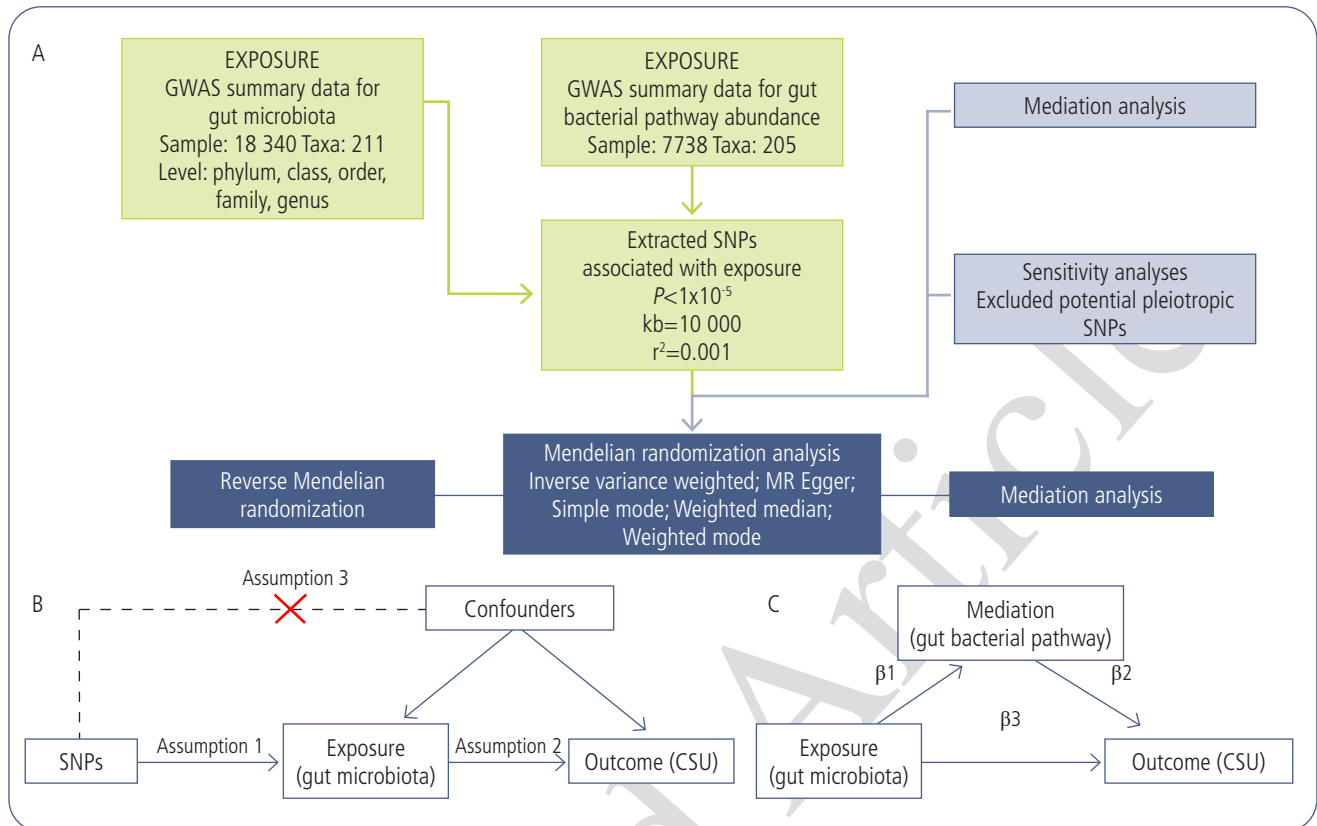 A
EXPOSURE
GWAS summary data for
gut microbiota
Sample: 18 340 Taxa: 211
Level: phylum, class, order,
family, genus
EXPOSURE
GWAS summary data for gut
bacterial pathway abundance
Sample: 7738 Taxa: 205
Mediation analysis
Extracted SNPs
associated with exposure
P<1x10⁻⁵
kb=10 000
r²=0.001
Sensitivity analyses
Excluded potential pleiotropic
SNPs
Reverse Mendelian
randomization
Mendelian randomization analysis
Inverse variance weighted; MR Egger;
Simple mode; Weighted median;
Weighted mode
Mediation analysis
B
Assumption 3
Confounders
SNPs
Assumption 1
Exposure
(gut microbiota)
Assumption 2
Outcome (CSU)
C
Mediation
(gut bacterial pathway)
β1
β2
β3
Exposure
(gut microbiota)
Outcome (CSU)
d Article